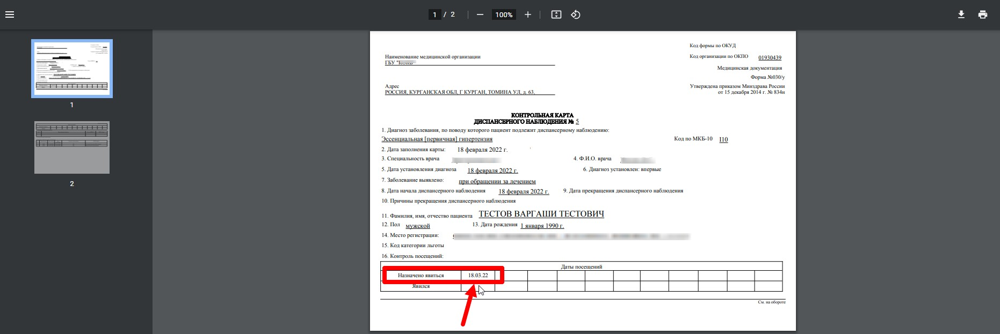 1 / 2
100%
1
2
Код формы по ОКУД
Наименование медицинской организации
Код организации по ОКПО 01930439
ГБУ
Медицинская документация
Форма №030/у
Адрес
Утверждена приказом Минздрава России
РОССИЯ, КУРГАНСКАЯ ОБЛ, Г КУРГАН, ТОМИНА УЛ, д. 63,
от 15 декабря 2014 г. № 834н
КОНТРОЛЬНАЯ КАРТА
ДИСПАНСЕРНОГО НАБЛЮДЕНИЯ № 5
1. Диагноз заболевания, по поводу которого пациент подлежит диспансерному наблюдению:
Эссенциальная [первичная] гипертензия Код по МКБ-10 I10
2. Дата заполнения карты: 18 февраля 2022 г.
3. Специальность врача 4. Ф.И.О. врача
5. Дата установления диагноза 18 февраля 2022 г. 6. Диагноз установлен: впервые
7. Заболевание выявлено: при обращении за лечением
8. Дата начала диспансерного наблюдения 18 февраля 2022 г. 9. Дата прекращения диспансерного наблюдения
10. Причины прекращения диспансерного наблюдения
11. Фамилия, имя, отчество пациента ТЕСТОВ ВАРГАШИ ТЕСТОВИЧ
12. Пол мужской 13. Дата рождения 1 января 1990 г.
14. Место регистрации:
15. Код категории льготы
16. Контроль посещений:
Даты посещений
Назначено явиться 18.03.22
Явился
См. на обороте